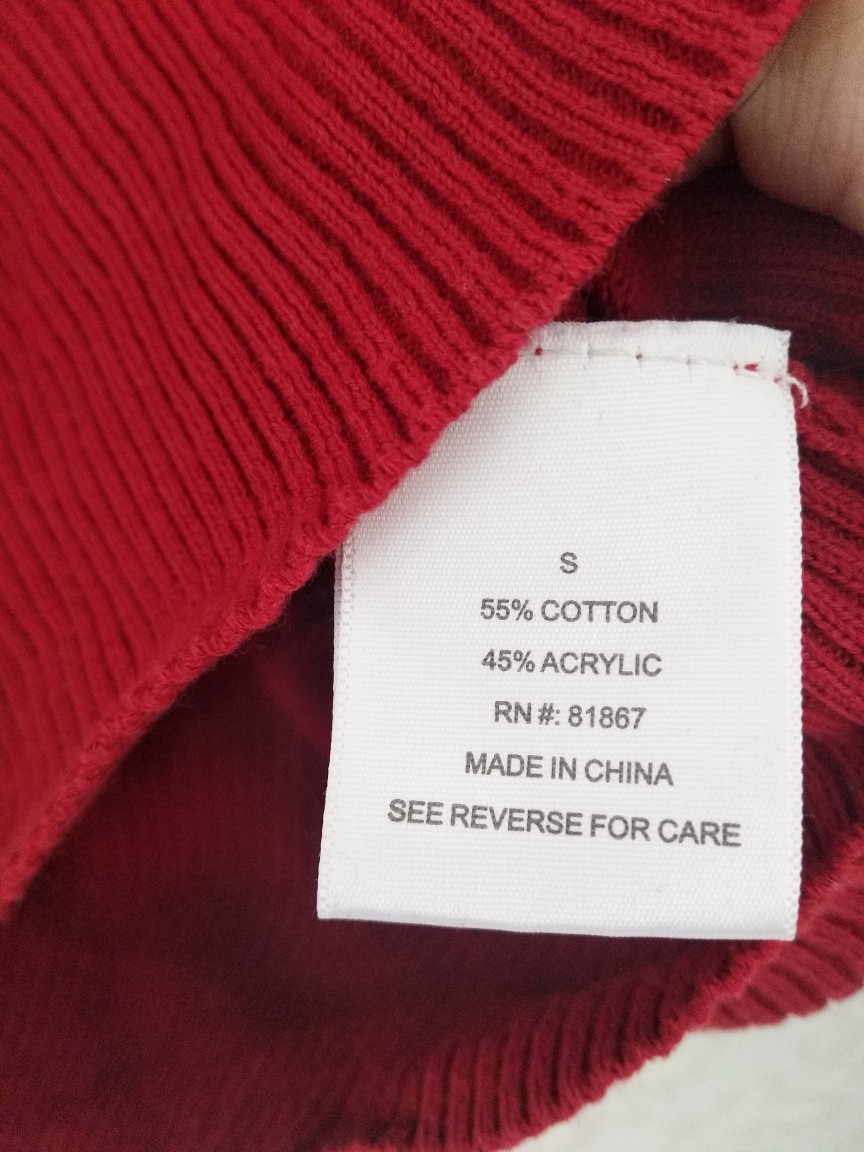 S
55% COTTON
45% ACRYLIC
RN #: 81867
MADE IN CHINA
SEE REVERSE FOR CARE